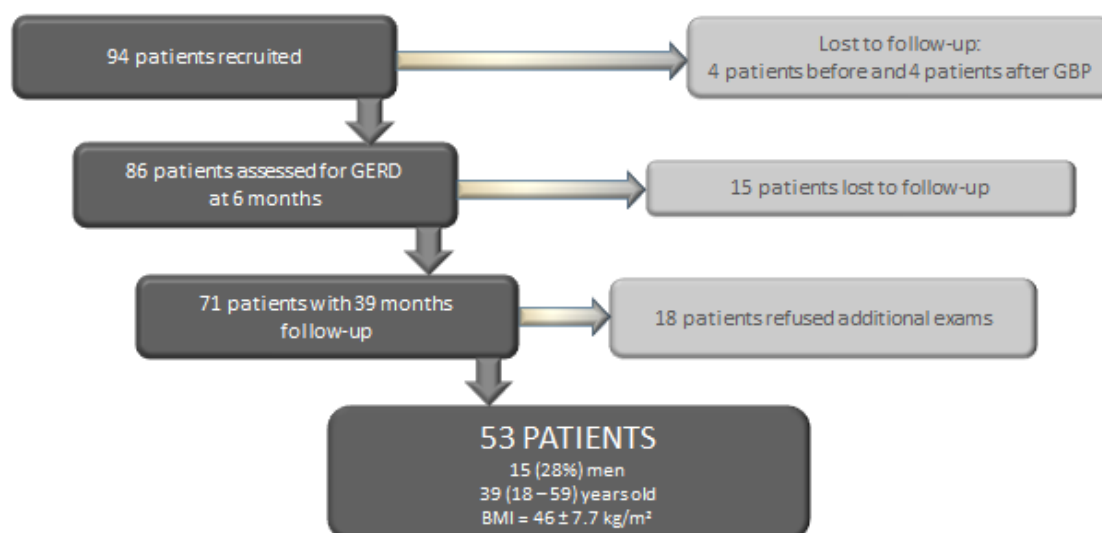 94 patients recruited
Lost to follow-up:
4 patients before and 4 patients after GBP
86 patients assessed for GERD
at 6 months
15 patients lost to follow-up
71 patients with 39 months
follow-up
18 patients refused additional exams
53 PATIENTS
15 (28%) men
39 (18 – 59) years old
BMI = 46 ± 7.7 kg/m²